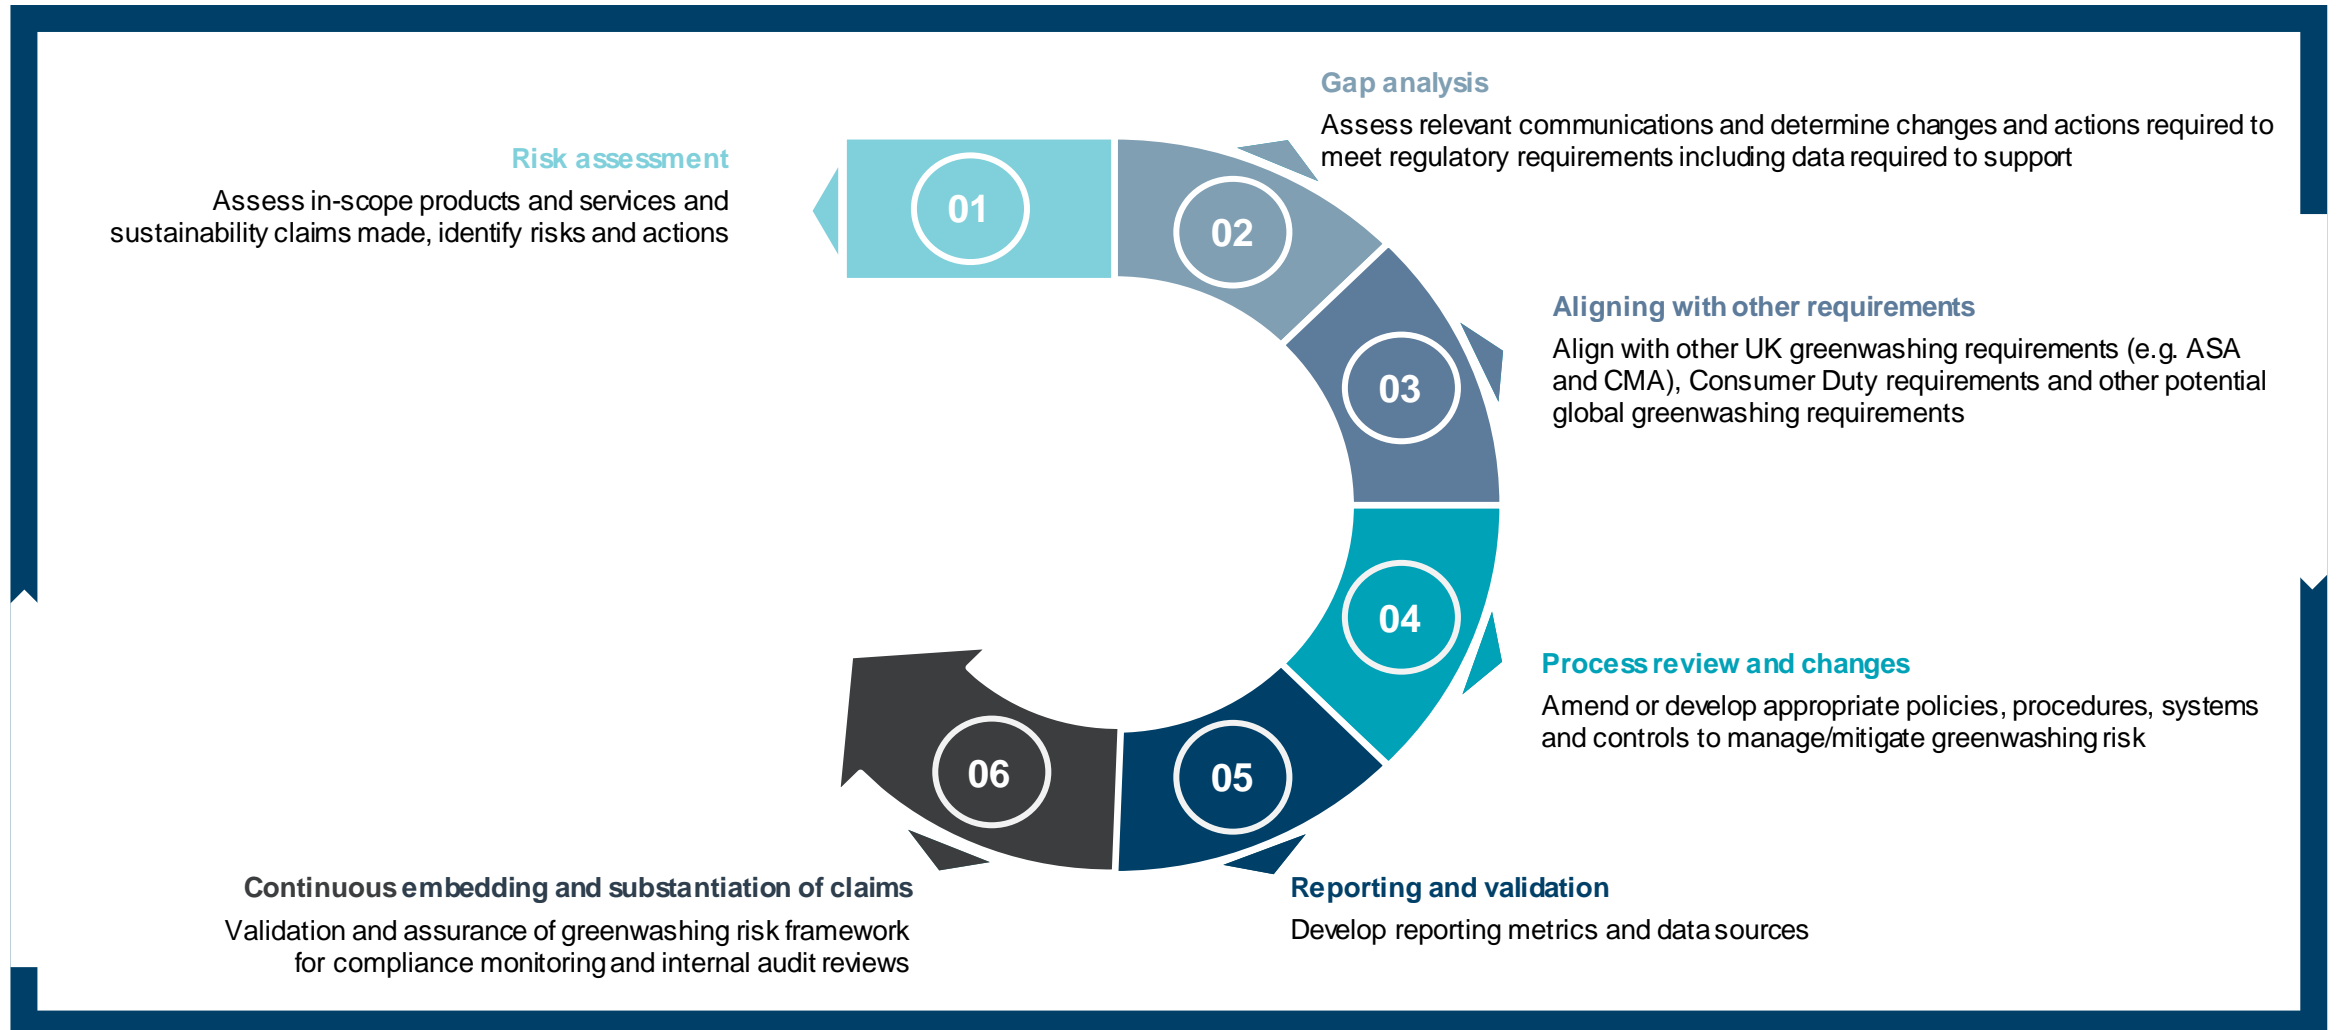 01
Risk assessment
Assess in-scope products and services and
sustainability claims made, identify risks and actions
02
Gap analysis
Assess relevant communications and determine changes and actions required to
meet regulatory requirements including data required to support
03
Aligning with other requirements
Align with other UK greenwashing requirements (e.g. ASA
and CMA), Consumer Duty requirements and other potential
global greenwashing requirements
04
Process review and changes
Amend or develop appropriate policies, procedures, systems
and controls to manage/mitigate greenwashing risk
05
Reporting and validation
Develop reporting metrics and data sources
06
Continuous embedding and substantiation of claims
Validation and assurance of greenwashing risk framework
for compliance monitoring and internal audit reviews